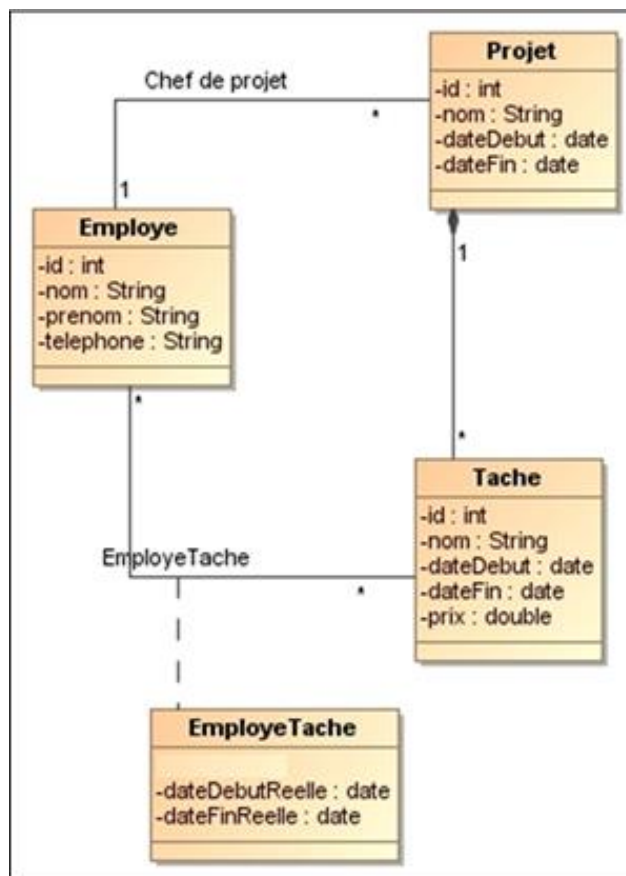 Projet
-id : int
-nom : String
-dateDebut : date
-dateFin : date
Chef de projet
*
1
Employe
-id : int
-nom : String
-prenom : String
-telephone : String
1
*
*
Tache
-id : int
-nom : String
-dateDebut : date
-dateFin : date
-prix : double
EmployeTache
*
EmployeTache
-dateDebutReelle : date
-dateFinReelle : date